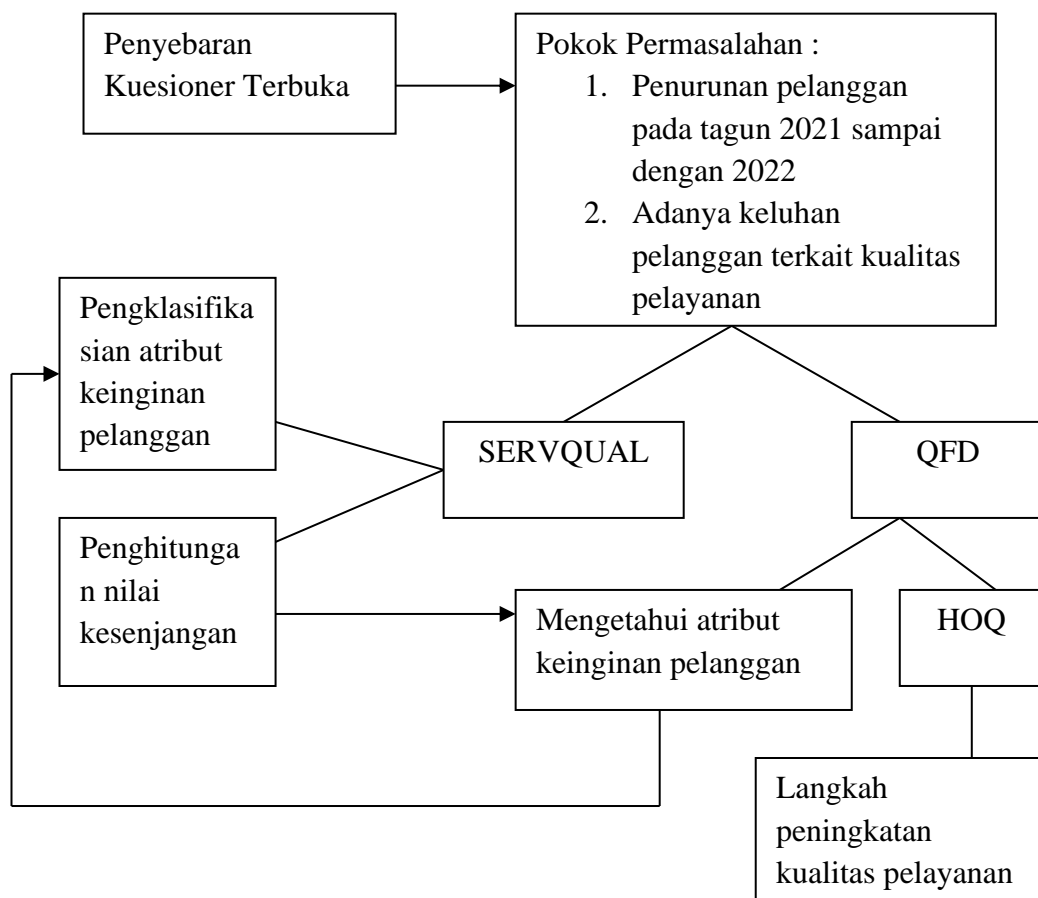 Penyebaran
Kuesioner Terbuka
Pokok Permasalahan :
1. Penurunan pelanggan
pada tagun 2021 sampai
dengan 2022
2. Adanya keluhan
pelanggan terkait kualitas
pelayanan
Pengklasifika
sian atribut
keinginan
pelanggan
SERVQUAL
QFD
Penghitunga
n nilai
kesenjangan
Mengetahui atribut
keinginan pelanggan
HOQ
Langkah
peningkatan
kualitas pelayanan